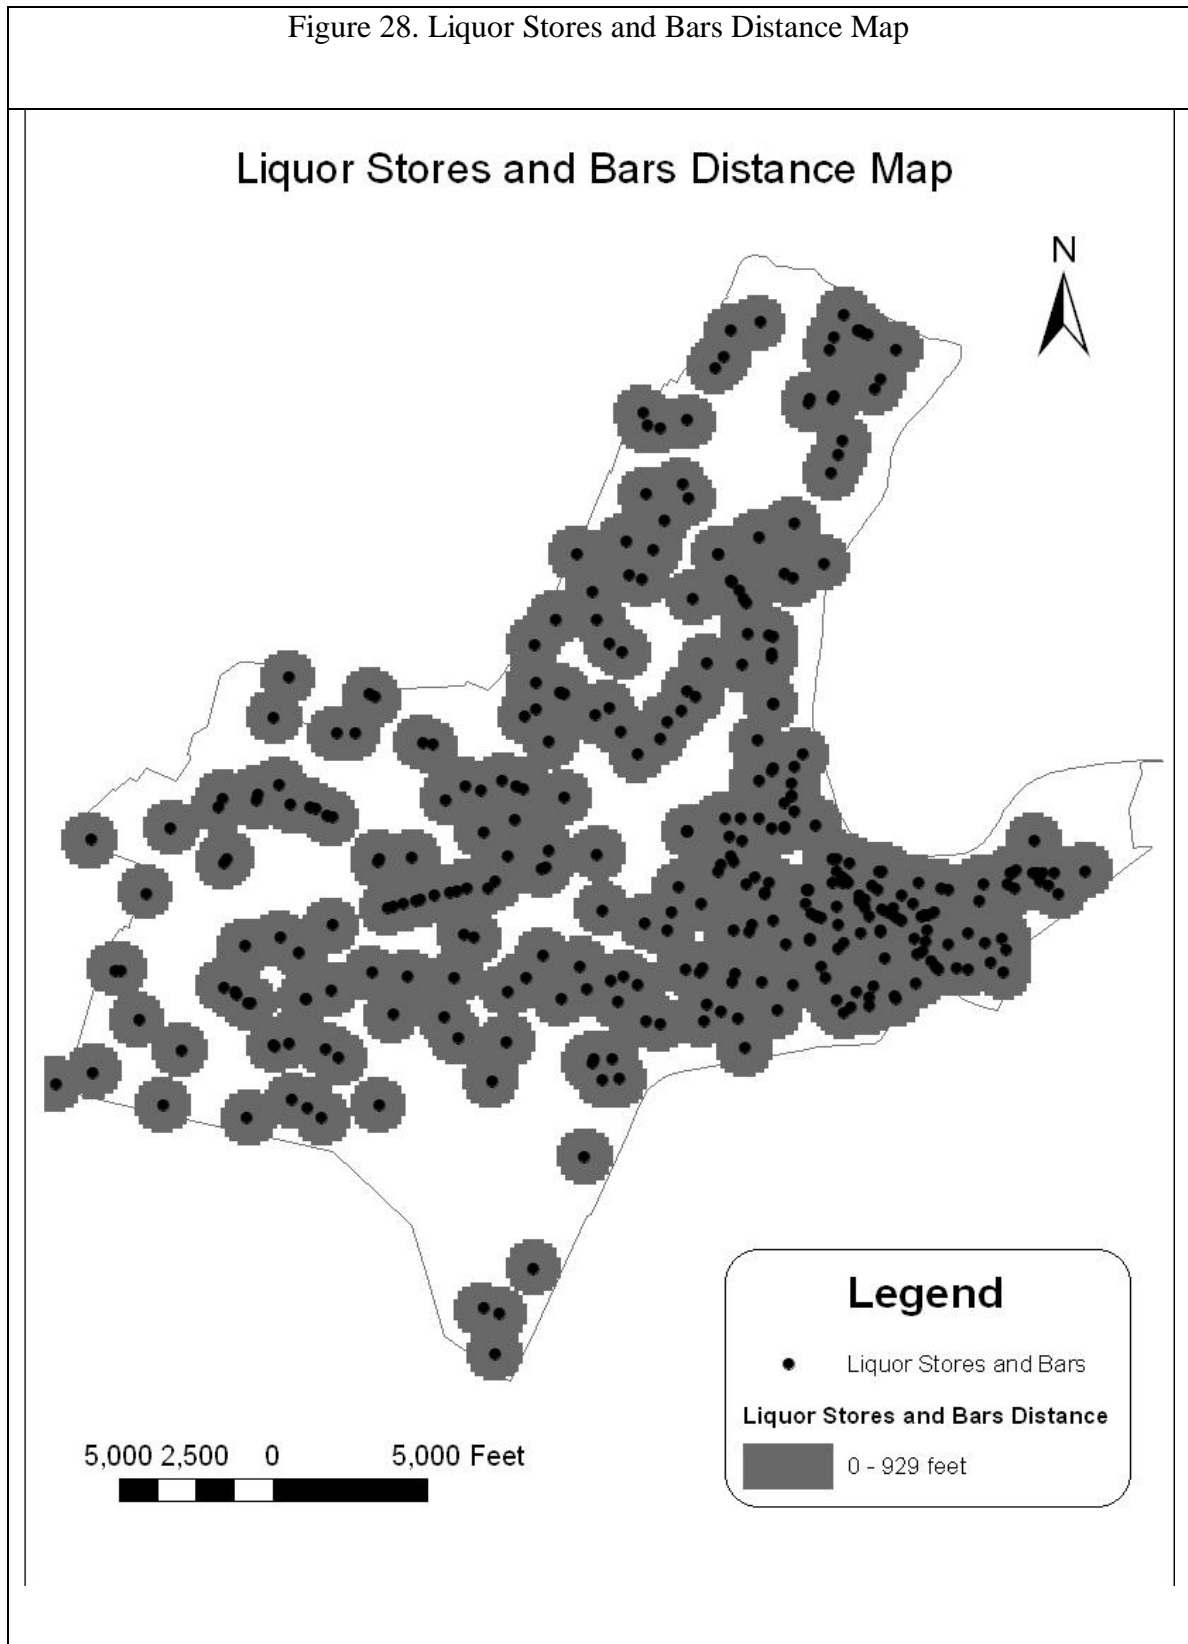 Figure 28. Liquor Stores and Bars Distance Map
Liquor Stores and Bars Distance Map
N
Legend
Liquor Stores and Bars
Liquor Stores and Bars Distance
0 - 929 feet
5,000 2,500 0 5,000 Feet